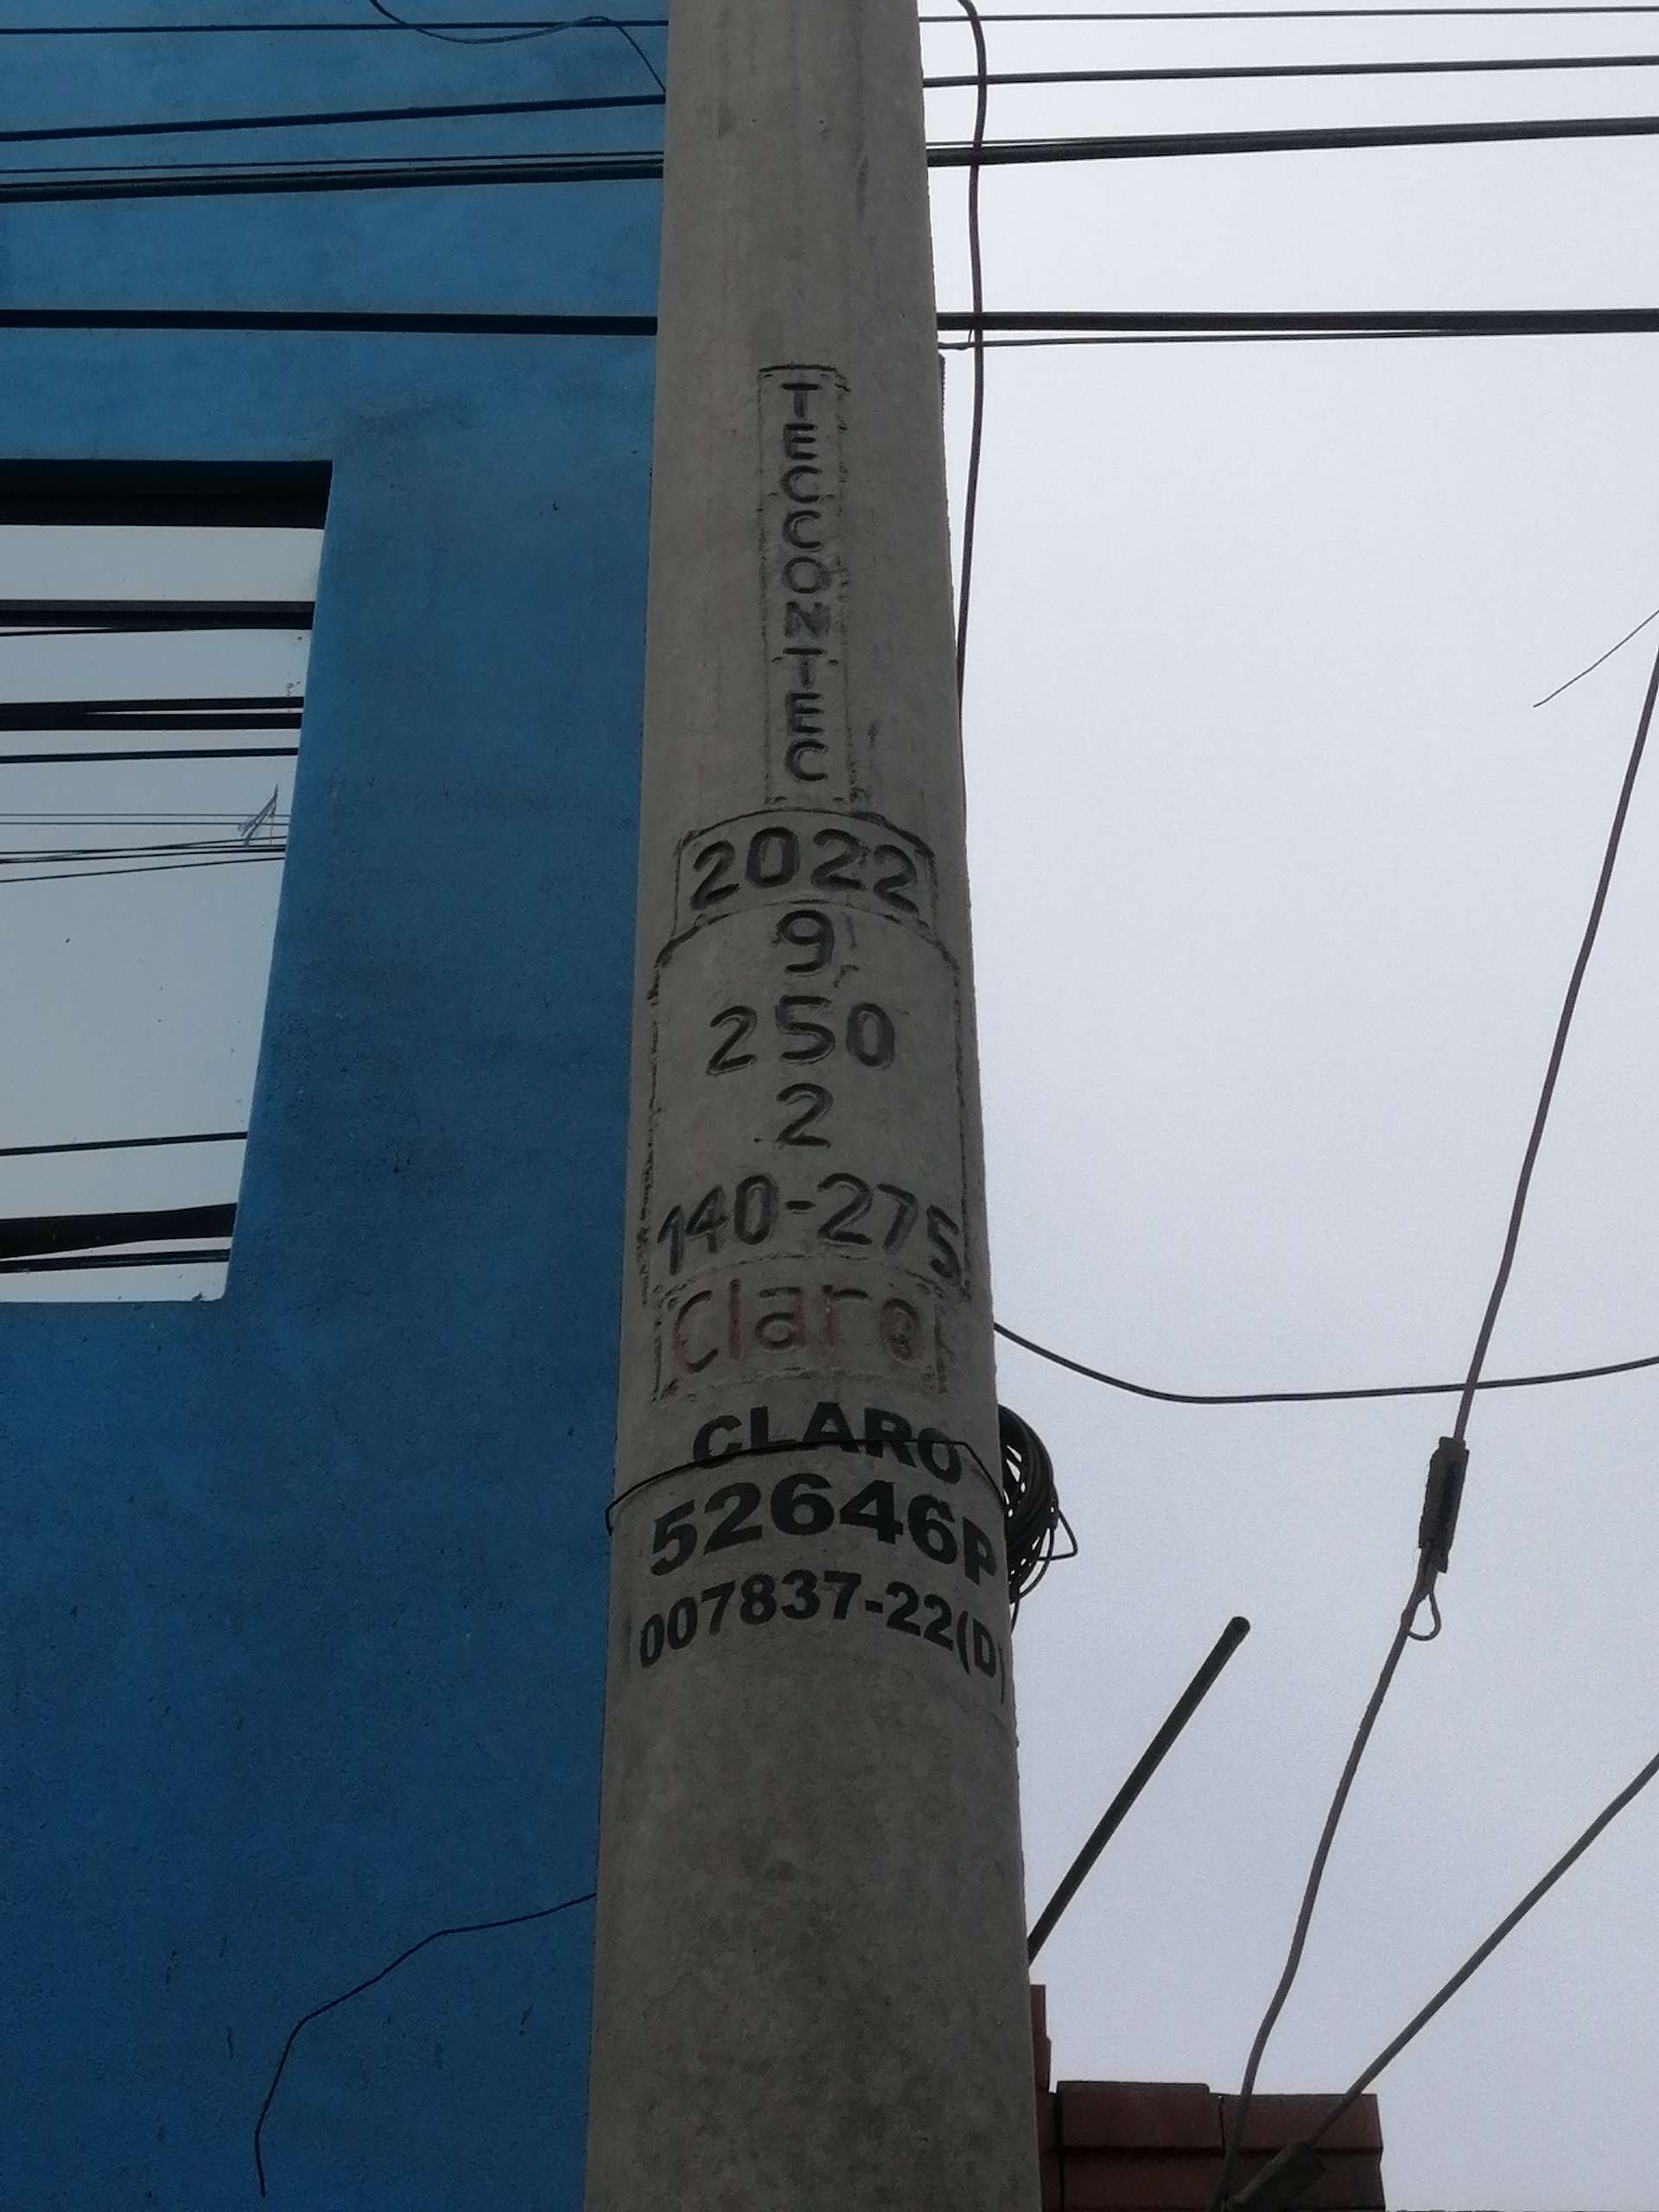 TECCONTEC
2022
9
250
2
140-275
Claro
CLARO
52646P
007837-22(D)